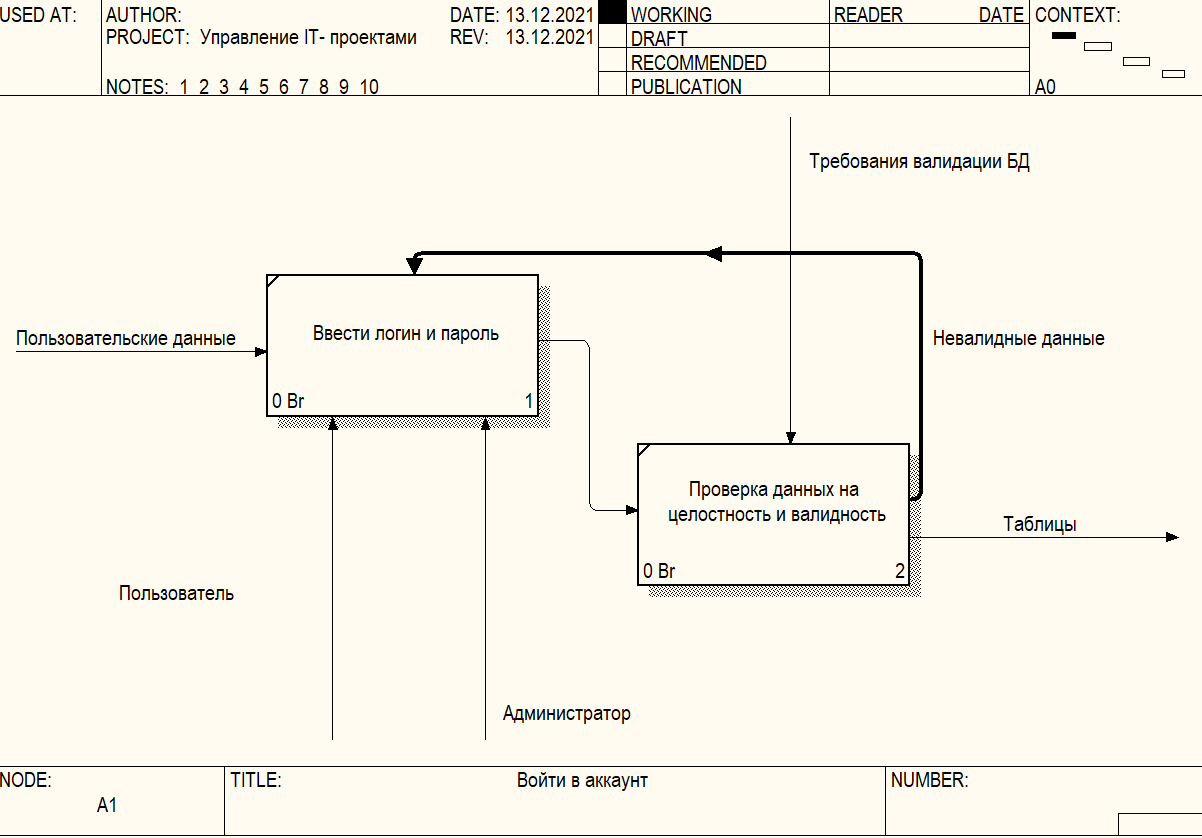 USED AT:
AUTHOR:
DATE: 13.12.2021
PROJECT: Управление IT- проектами
REV: 13.12.2021
NOTES: 1 2 3 4 5 6 7 8 9 10
WORKING
DRAFT
RECOMMENDED
PUBLICATION
READER DATE
CONTEXT:
A0
Требования валидации БД
Пользовательские данные
Ввести логин и пароль
0 Br 1
Невалидные данные
Проверка данных на
целостность и валидность
0 Br 2
Таблицы
Пользователь
Администратор
NODE:
A1
TITLE:
Войти в аккаунт
NUMBER: